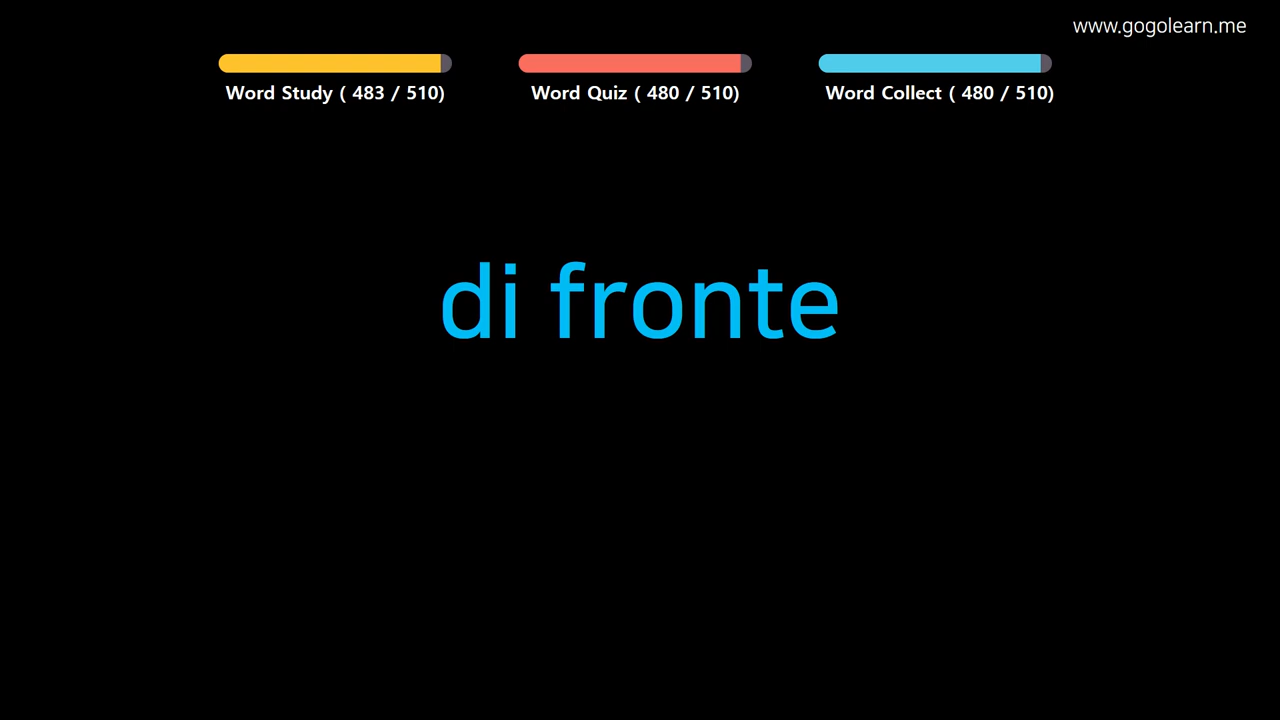 www.gogolearn.me
Word Study ( 483 / 510)
Word Quiz ( 480 / 510)
Word Collect ( 480 / 510)
di fronte